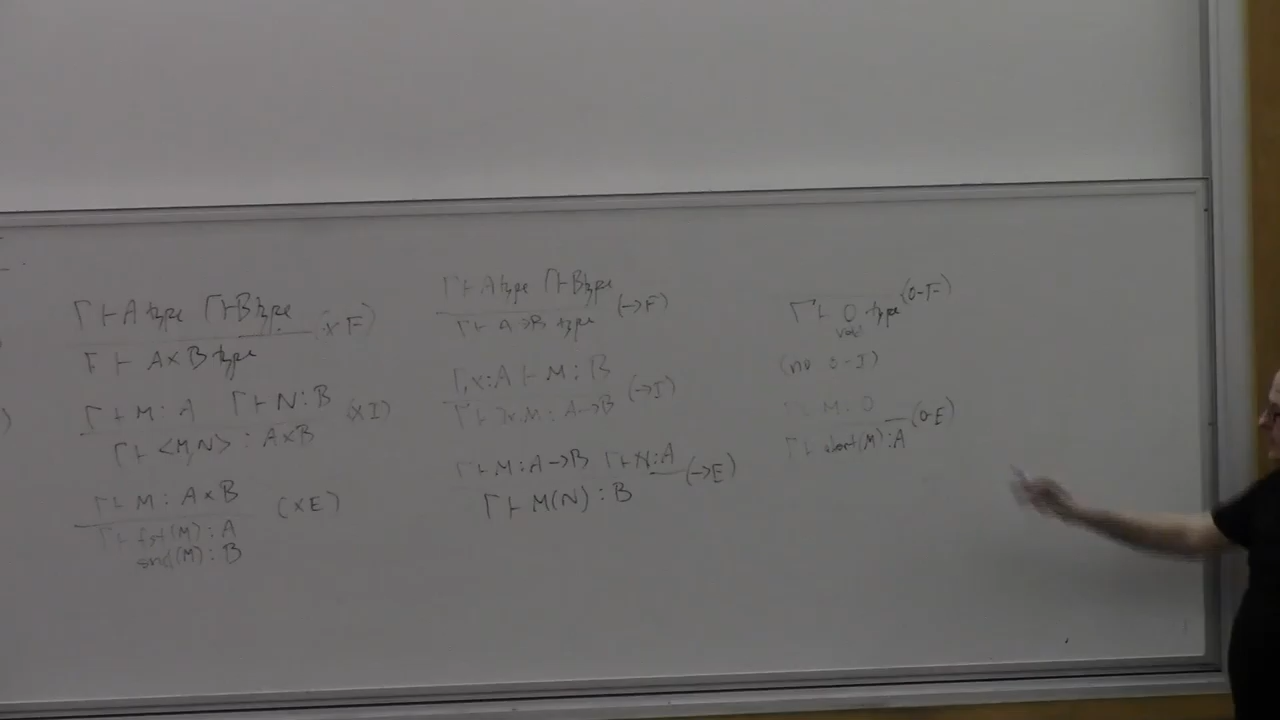 Γ ⊢ A type Γ ⊢ B type
(× F)
Γ ⊢ A × B type
Γ ⊢ M : A Γ ⊢ N : B
(× I)
Γ ⊢ <M,N> : A × B
Γ ⊢ M : A × B
(× E)
Γ ⊢ fst(M) : A
snd(M) : B
Γ ⊢ A type Γ ⊢ B type
(→ F)
Γ ⊢ A → B type
Γ, x : A ⊢ M : B
(→ I)
Γ ⊢ λx.M : A → B
Γ ⊢ M : A → B Γ ⊢ N : A
(→ E)
Γ ⊢ M(N) : B
(0-F)
Γ ⊢ 0 type
void
(no 0-I)
Γ ⊢ M : 0
(0-E)
Γ ⊢ abort(M) : A